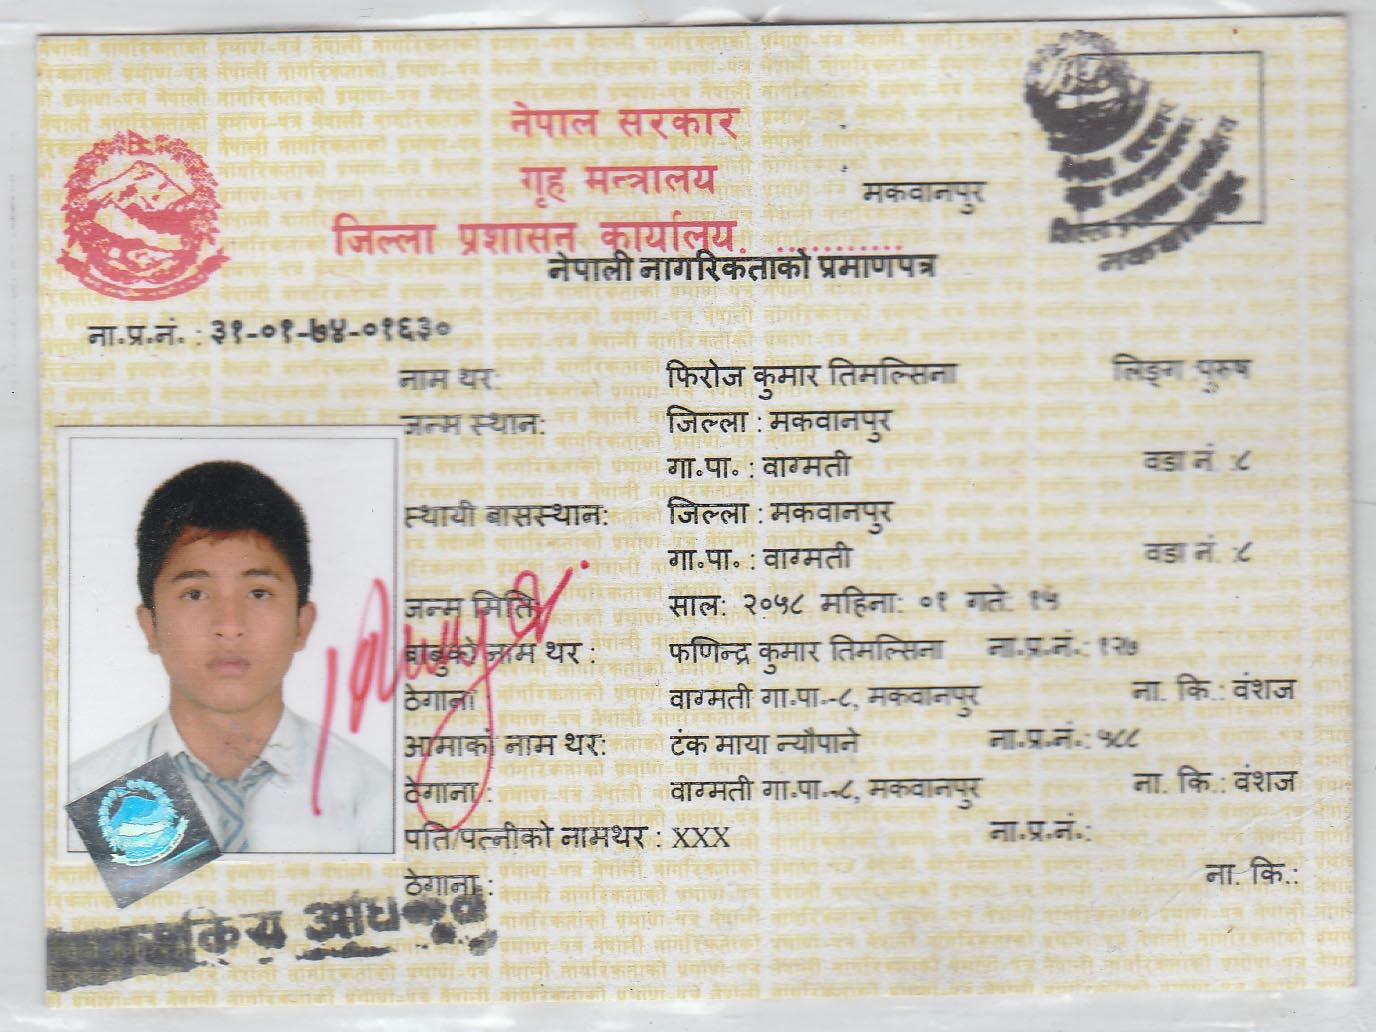 नेपाल सरकार
गृह मन्त्रालय
जिल्ला प्रशासन कार्यालय, ........... मकवानपुर
नेपाली नागरिकताको प्रमाणपत्र
ना.प्र.नं. : ३१-०१-७४-०१६३०
नाम थर: फिरोज कुमार तिमल्सिना लिङ्ग पुरुष
जन्म स्थान: जिल्ला : मकवानपुर
गा.पा. : वाग्मती वडा नं :८
स्थायी बासस्थान: जिल्ला : मकवानपुर
गा.पा. : वाग्मती वडा नं :८
जन्म मिति साल: २०५८ महिना: ०१ गते: १५
बाबुको नाम थर : फणिन्द्र कुमार तिमल्सिना ना.प्र.नं.: १२७
ठेगाना वाग्मती गा.पा.-८, मकवानपुर ना. कि.: वंशज
आमाको नाम थर: टंक माया न्यौपाने ना.प्र.नं.: ५८८
ठेगाना : वाग्मती गा.पा.-८, मकवानपुर ना. कि.: वंशज
पति/पत्नीको नामथर : XXX ना.प्र.नं.:
ठेगाना : ना. कि.: